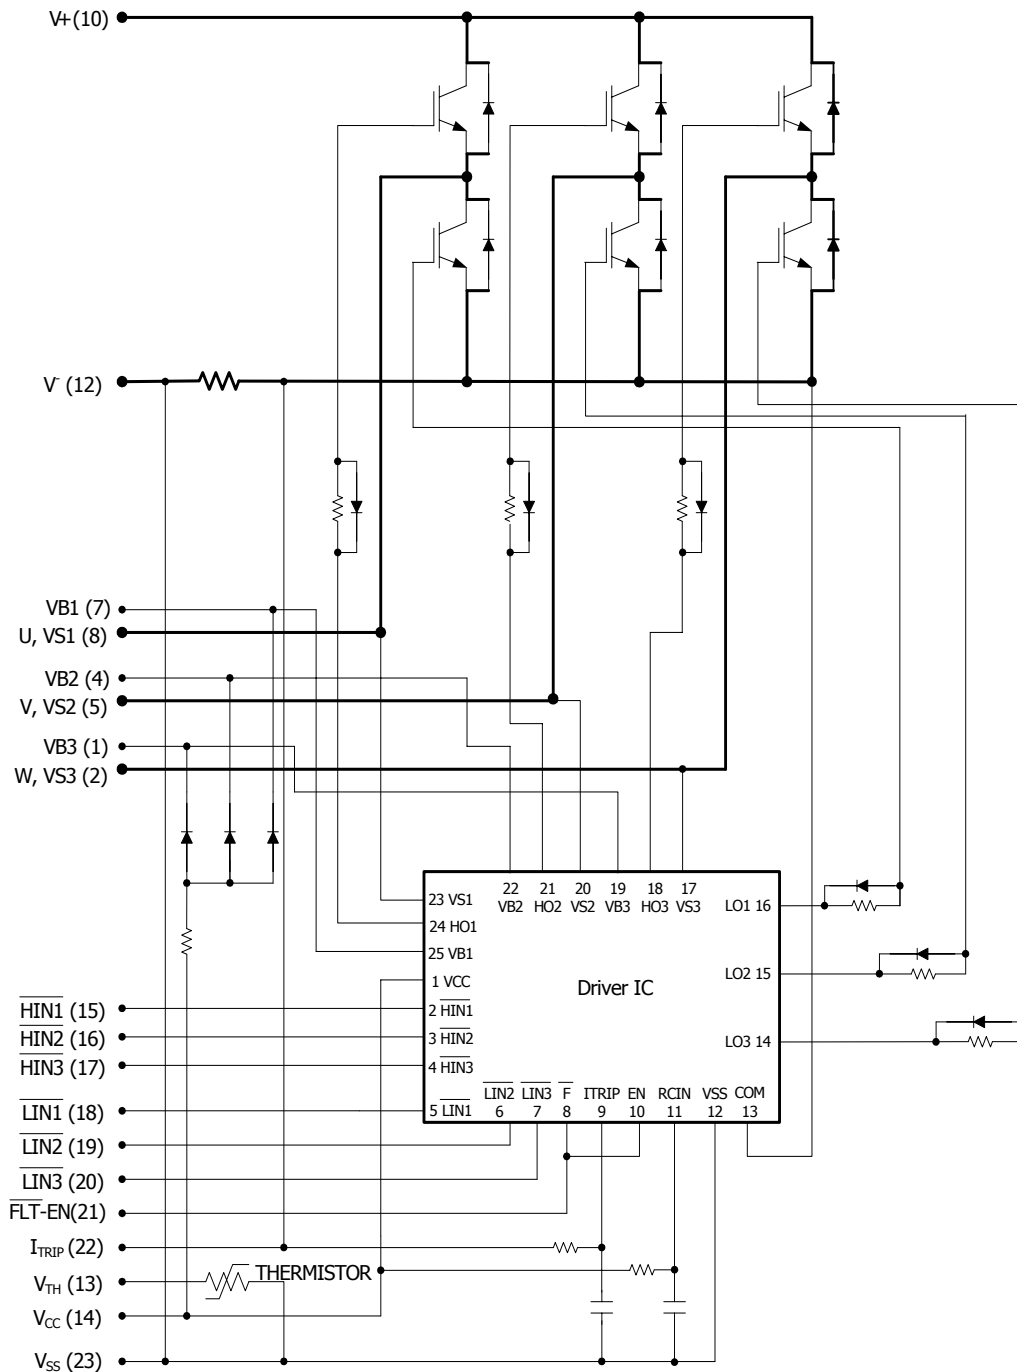 V+(10)
V- (12)
VB1 (7)
U, VS1 (8)
VB2 (4)
V, VS2 (5)
VB3 (1)
W, VS3 (2)
22 21 20 19 18 17
VB2 HO2 VS2 VB3 HO3 VS3
23 VS1
24 HO1
25 VB1
1 VCC
2 HIN1
3 HIN2
4 HIN3
5 LIN1
LO1 16
LO2 15
LO3 14
Driver IC
LIN2 LIN3 F ITRIP EN RCIN VSS COM
6 7 8 9 10 11 12 13
HIN1 (15)
HIN2 (16)
HIN3 (17)
LIN1 (18)
LIN2 (19)
LIN3 (20)
FLT-EN(21)
ITRIP (22)
VTH (13)
THERMISTOR
VCC (14)
VSS (23)